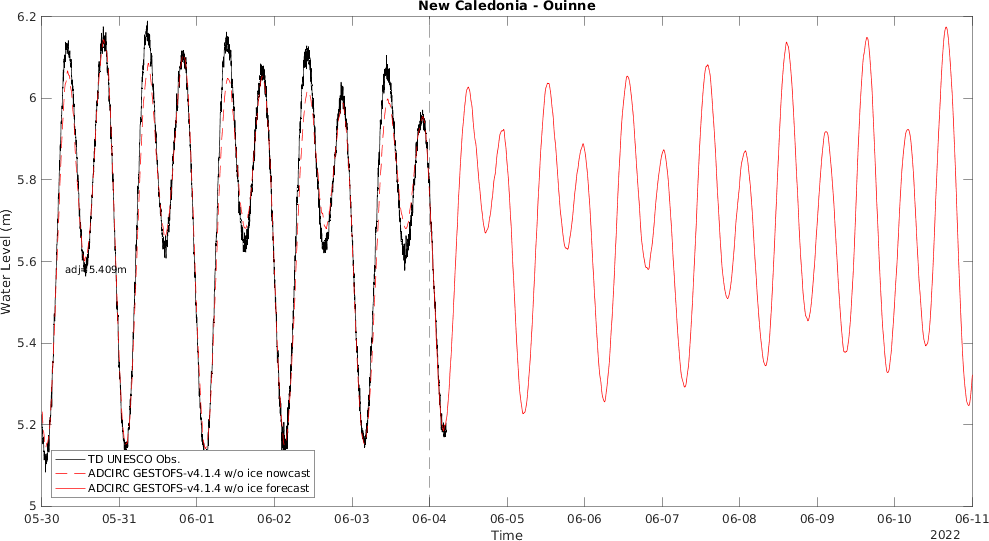 New Caledonia - Ouinne
6.2
6
5.8
5.6
5.4
5.2
5
Water Level (m)
adj=5.409m
TD UNESCO Obs.
ADCIRC GESTOFS-v4.1.4 w/o ice nowcast
ADCIRC GESTOFS-v4.1.4 w/o ice forecast
05-30 05-31 06-01 06-02 06-03 06-04 06-05 06-06 06-07 06-08 06-09 06-10 06-11
Time
2022